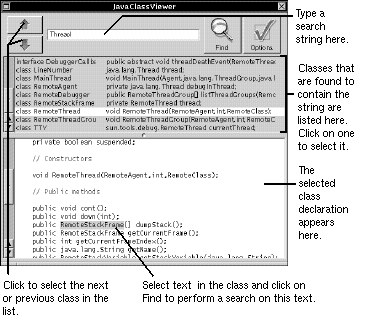 JavaClassViewer
Thread
Find
Options
Type a
search
string here.
interface DebuggerCallba public abstract void threadDeathEvent(RemoteThrea
class LineNumber java.lang.Thread thread;
class MainThread void MainThread(Agent,java.lang.ThreadGroup,java.l
class RemoteAgent private java.lang.Thread debugInThread;
class RemoteDebugger public RemoteThreadGroup[] listThreadGroups(Remo
class RemoteStackFrame private RemoteThread thread;
class RemoteThread void RemoteThread(RemoteAgent,int,RemoteClass);
class RemoteThreadGrou void RemoteThreadGroup(RemoteAgent,int,RemoteC
class TTY sun.tools.debug.RemoteThread currentThread;
Classes that
are found to
contain the
string are
listed here.
Click on one
to select it.
private boolean suspended;
// Constructors
void RemoteThread(RemoteAgent,int,RemoteClass);
// Public methods
public void cont();
public void down(int);
public RemoteStackFrame[] dumpStack();
public RemoteStackFrame getCurrentFrame();
public int getCurrentFrameIndex();
public java.lang.String getName();
The
selected
class
declaration
appears
here.
Click to select the next
or previous class in the
list.
Select text in the class and click on
Find to perform a search on this text.